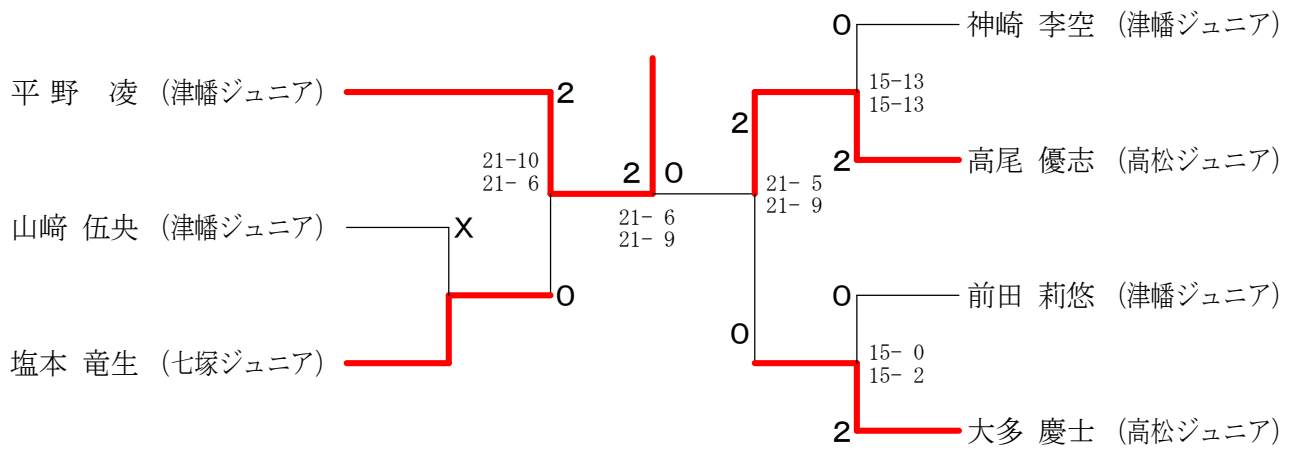 平 野　凌 （津幡ジュニア）
2
21-10
21- 6
山﨑 伍央 （津幡ジュニア）
X
0
塩本 竜生 （七塚ジュニア）
2 0
21- 6
21- 9
0
神崎 李空 （津幡ジュニア）
15-13
15-13
2
2
高尾 優志 （高松ジュニア）
21- 5
21- 9
0
前田 莉悠 （津幡ジュニア）
0
15- 0
15- 2
2
大多 慶士 （高松ジュニア）